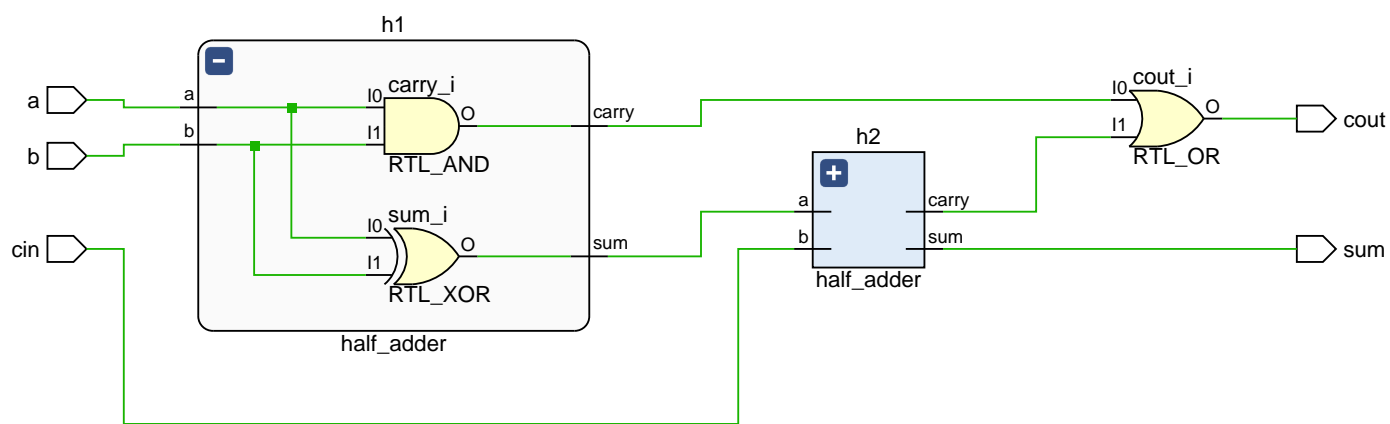 h1
a
b
cin
a
b
I0
I1
carry_i
O
RTL_AND
I0
I1
sum_i
O
RTL_XOR
carry
sum
half_adder
h2
a
b
carry
sum
half_adder
I0
I1
cout_i
O
RTL_OR
cout
sum